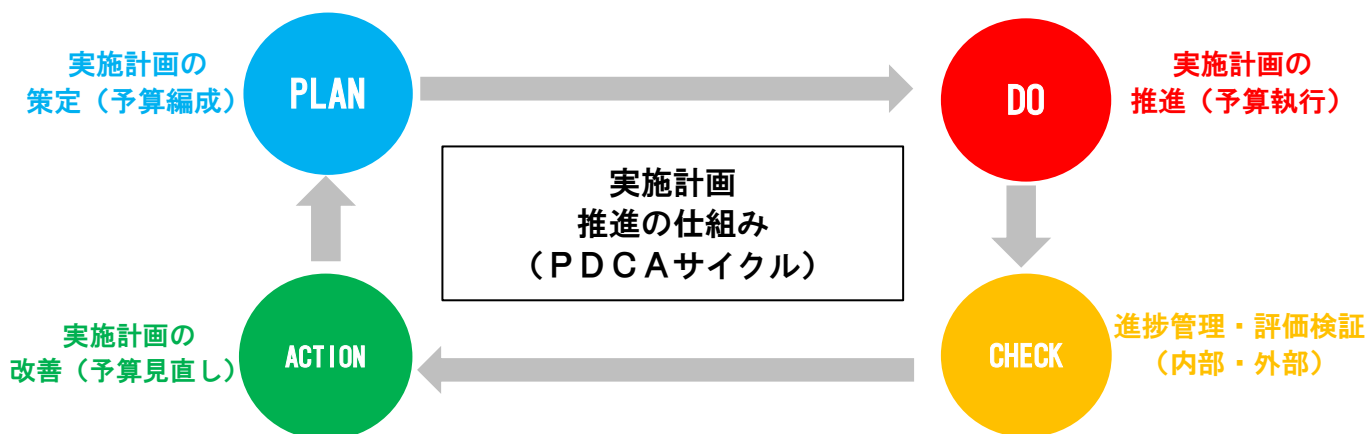 実施計画の
策定（予算編成）
PLAN
DO
実施計画の
推進（予算執行）
実施計画
推進の仕組み
（ＰＤＣＡサイクル）
実施計画の
改善（予算見直し）
ACTION
CHECK
進捗管理・評価検証
（内部・外部）